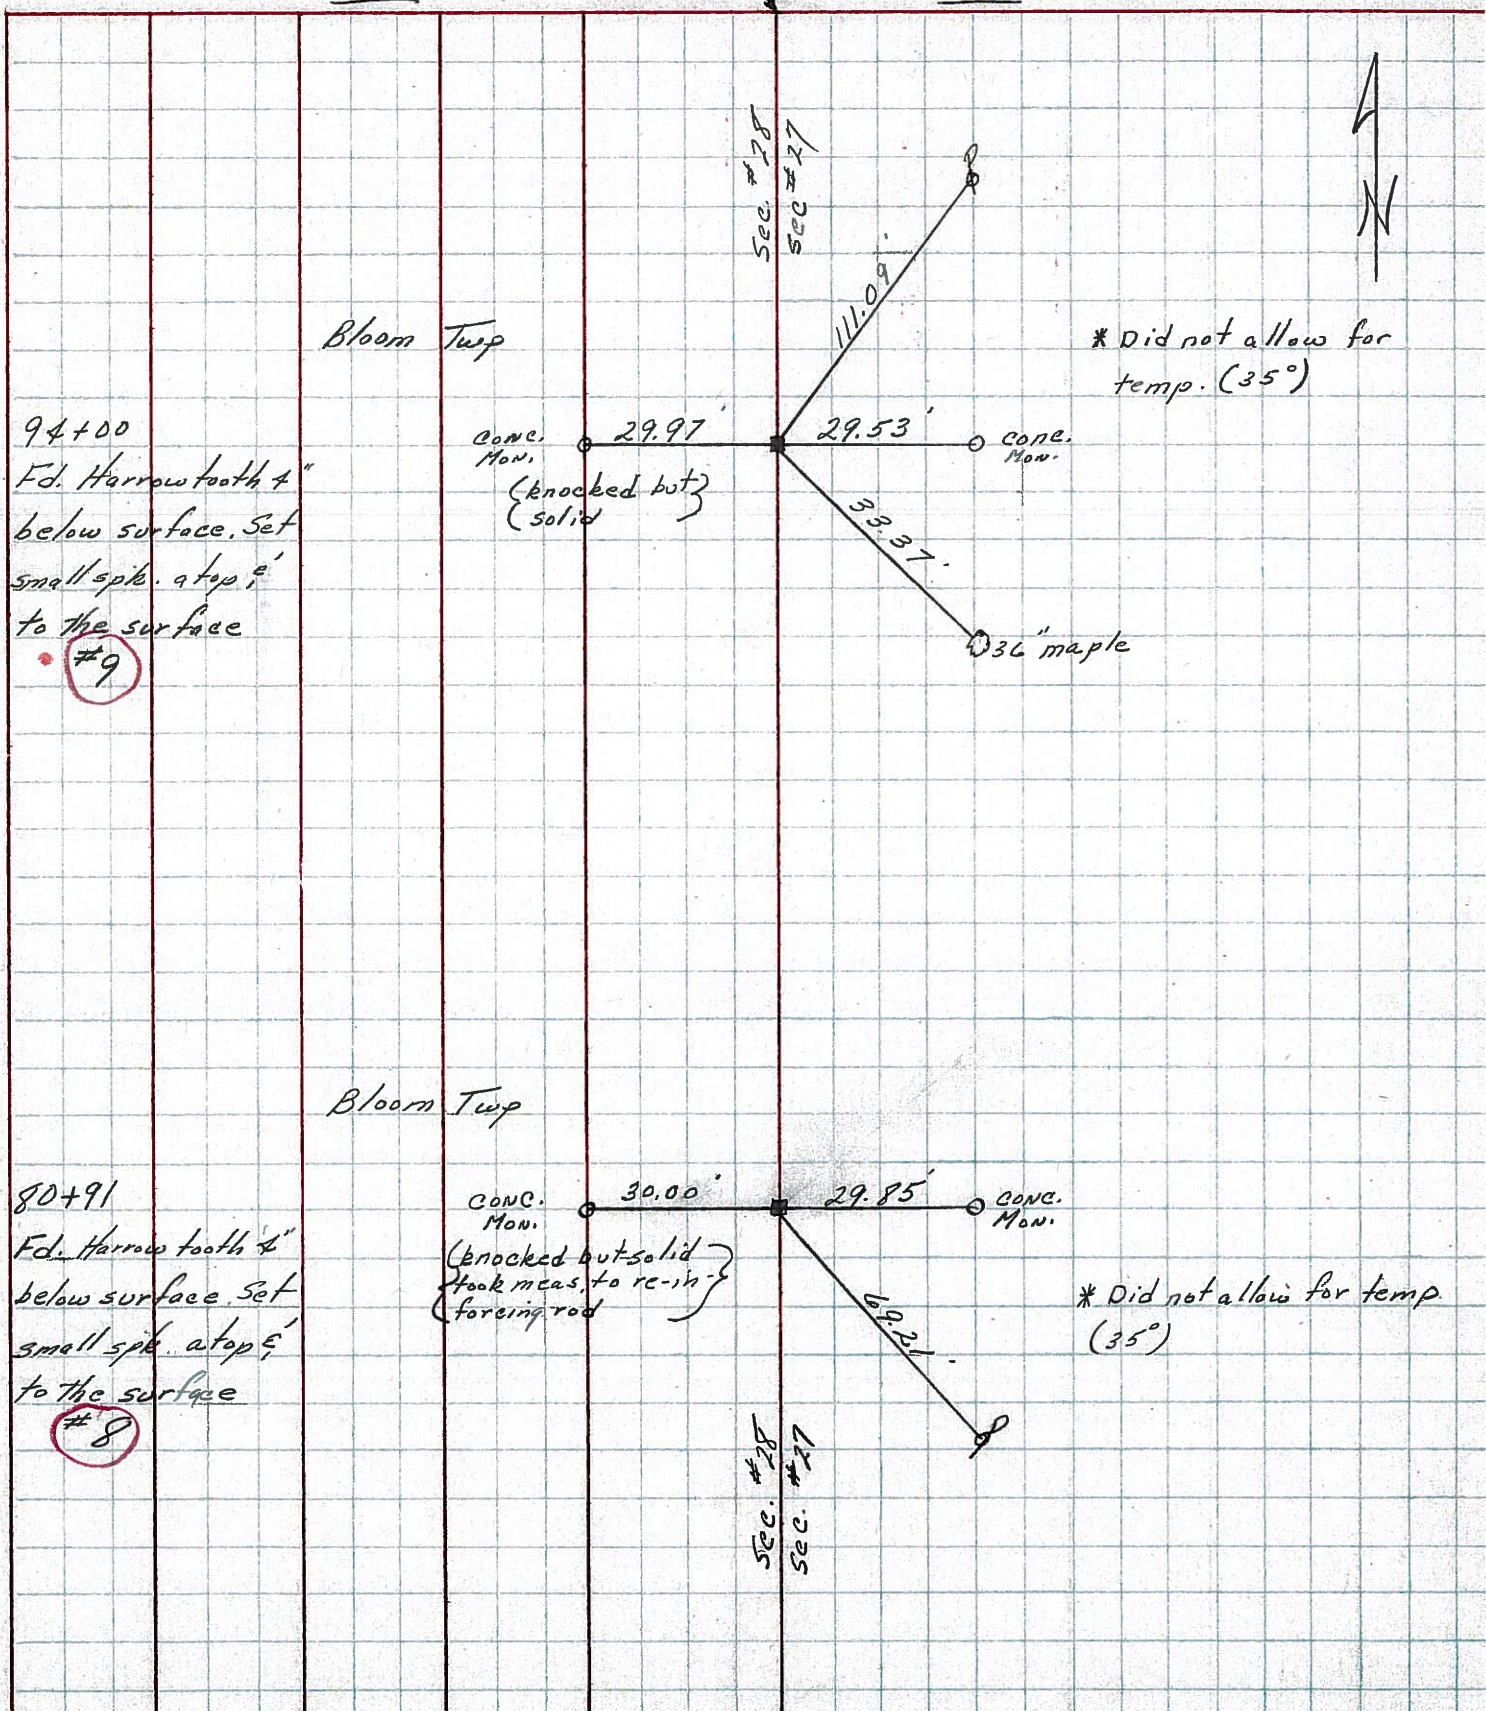 Sec. #28
Sec #27
N
111.09'
Bloom Twp
* Did not allow for
temp. (35°)
94+00
Fd. Harrow tooth 4"
below surface. Set
small spk. atop &
to the surface
#9
Conc.
Mon.
29.97'
29.53'
Conc.
Mon.
(knocked but
solid)
33.37'
36" maple
Bloom Twp
80+91
Fd. Harrow tooth 4"
below surface. Set
small spk. atop &
to the surface
#8
Conc.
Mon.
30.00'
29.85'
Conc.
Mon.
(knocked but solid
took meas. to re-in-
forcing rod)
69.21'
* Did not allow for temp.
(35°)
Sec. #28
Sec. #27